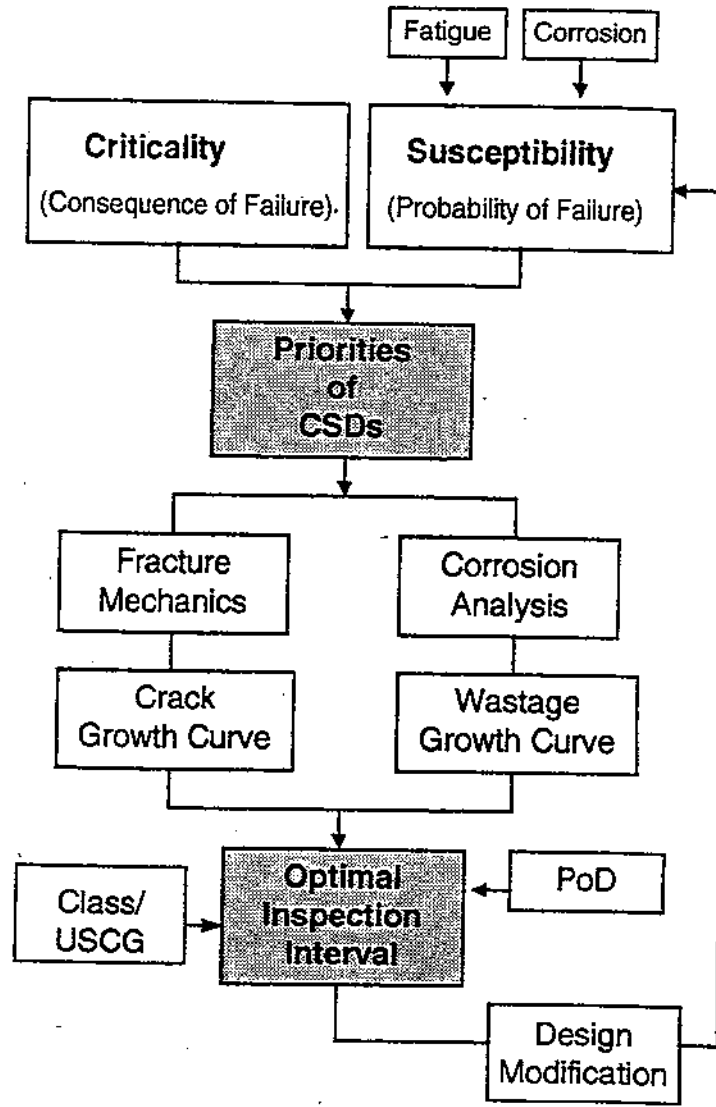 Fatigue
Corrosion
Criticality
(Consequence of Failure).
Susceptibility
(Probability of Failure)
Priorities
of
CSDs
Fracture
Mechanics
Corrosion
Analysis
Crack
Growth Curve
Wastage
Growth Curve
Class/
USCG
Optimal
Inspection
Interval
PoD
Design
Modification